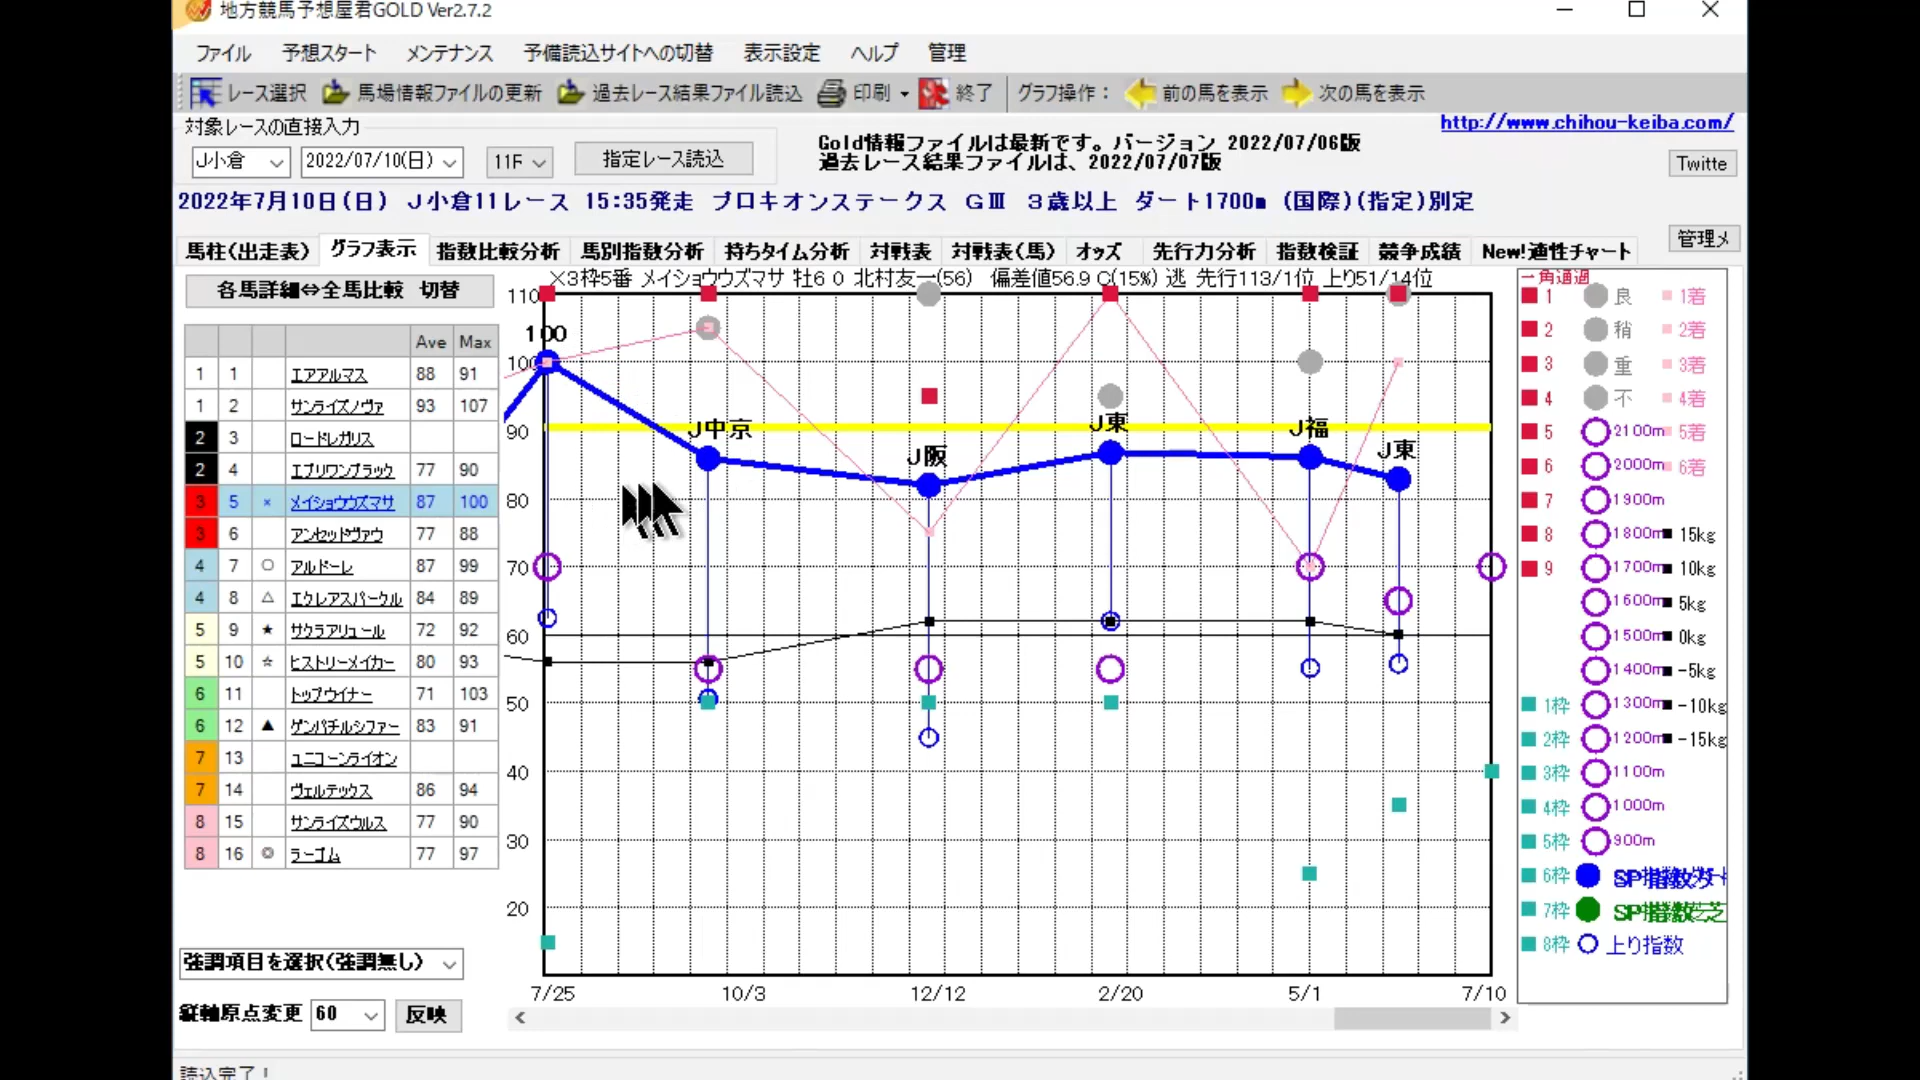 地方競馬予想屋君GOLD Ver2.7.2
ファイル 予想スタート メンテナンス 予備読込サイトへの切替 表示設定 ヘルプ 管理
レース選択 馬場情報ファイルの更新 過去レース結果ファイル読込 印刷 終了 グラフ操作： 前の馬を表示 次の馬を表示
対象レースの直接入力
http://www.chihou-keiba.com/
J小倉 2022/07/10(日) 11R 指定レース読込
Gold情報ファイルは最新です。バージョン 2022/07/06版
過去レース結果ファイルは、2022/07/07版
Twitte
2022年7月10日(日) J小倉11レース 15:35発走 プロキオンステークス GⅢ 3歳以上 ダート1700m (国際)(指定)別定
管理メ
馬柱(出走表) グラフ表示 指数比較分析 馬別指数分析 持ちタイム分析 対戦表 対戦表(馬) オッズ 先行力分析 指数検証 競争成績 New!適性チャート
各馬詳細⇔全馬比較 切替
×3枠5番 メイショウウズマサ 牡6 0 北村友一(56) 偏差値56.9 C(15%) 逃 先行113/1位 上り51/14位
Ave Max
1 1 エアアルマス 88 91
1 2 サンライズノヴァ 93 107
2 3 ロードレガリス
2 4 エブリワンブラック 77 90
3 5 × メイショウウズマサ 87 100
3 6 アンセッドヴァウ 77 88
4 7 ○ アルドーレ 87 99
4 8 △ エクレアスパークル 84 89
5 9 ★ サクラアリュール 72 92
5 10 ☆ ヒストリーメイカー 80 93
6 11 トップウイナー 71 103
6 12 ▲ ゲンパチルシファー 83 91
7 13 ユニコーンライオン
7 14 ヴェルテックス 86 94
8 15 サンライズウルス 77 90
8 16 ◎ ラーゴム 77 97
強調項目を選択(強調無し)
縦軸原点変更 60 反映
110
100
90
80
70
60
50
40
30
20
100
J中京
J阪
J東
J福
J東
7/25 10/3 12/12 2/20 5/1 7/10
一角通過
1 良 1着
2 稍 2着
3 重 3着
4 不 4着
5 2100m 5着
6 2000m 6着
7 1900m
8 1800m 15kg
9 1700m 10kg
1600m 5kg
1500m 0kg
1400m -5kg
1枠 1300m -10kg
2枠 1200m -15kg
3枠 1100m
4枠 1000m
5枠 900m
6枠 SP指数
7枠 SP指数芝
8枠 上り指数
読込完了！